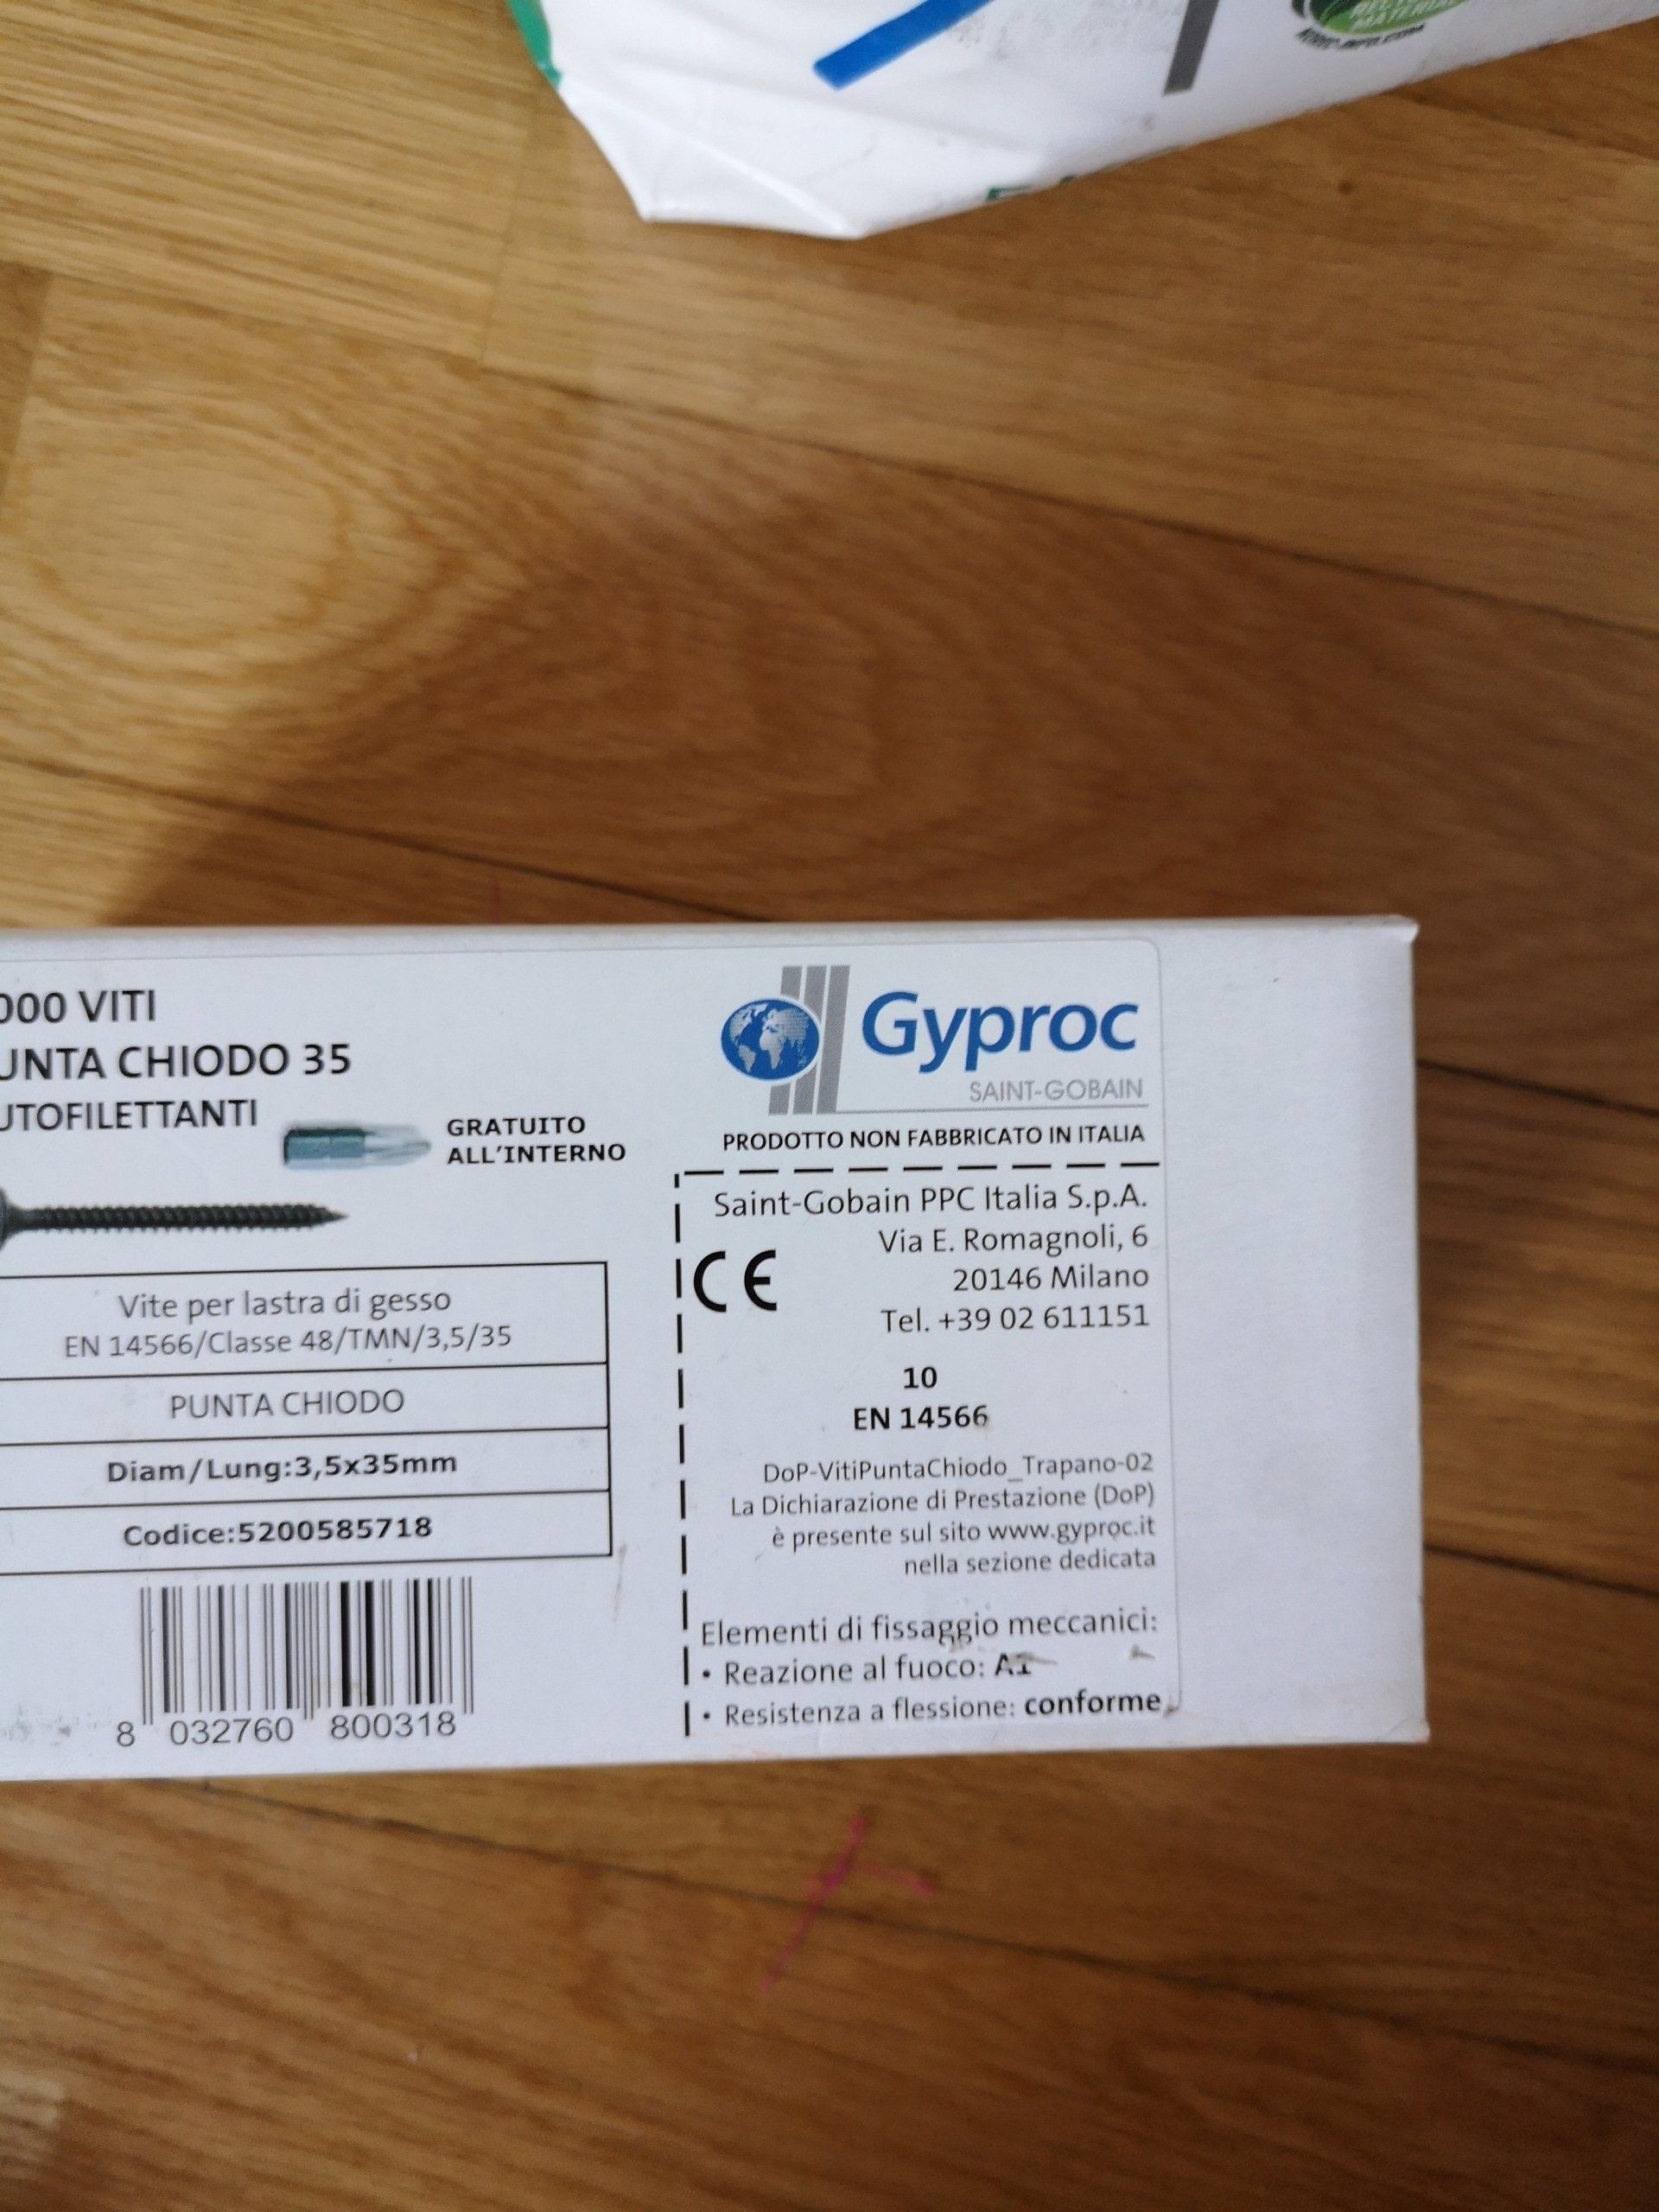 000 VITI
UNTA CHIODO 35
UTOFILETTANTI
GRATUITO
ALL'INTERNO
Vite per lastra di gesso
EN 14566/Classe 48/TMN/3,5/35
PUNTA CHIODO
Diam/Lung:3,5x35mm
Codice:5200585718
8 032760 800318
Gyproc
SAINT-GOBAIN
PRODOTTO NON FABBRICATO IN ITALIA
Saint-Gobain PPC Italia S.p.A.
Via E. Romagnoli, 6
20146 Milano
Tel. +39 02 611151
CE
10
EN 14566
DoP-VitiPuntaChiodo_Trapano-02
La Dichiarazione di Prestazione (DoP)
è presente sul sito www.gyproc.it
nella sezione dedicata
Elementi di fissaggio meccanici:
• Reazione al fuoco: A1
• Resistenza a flessione: conforme